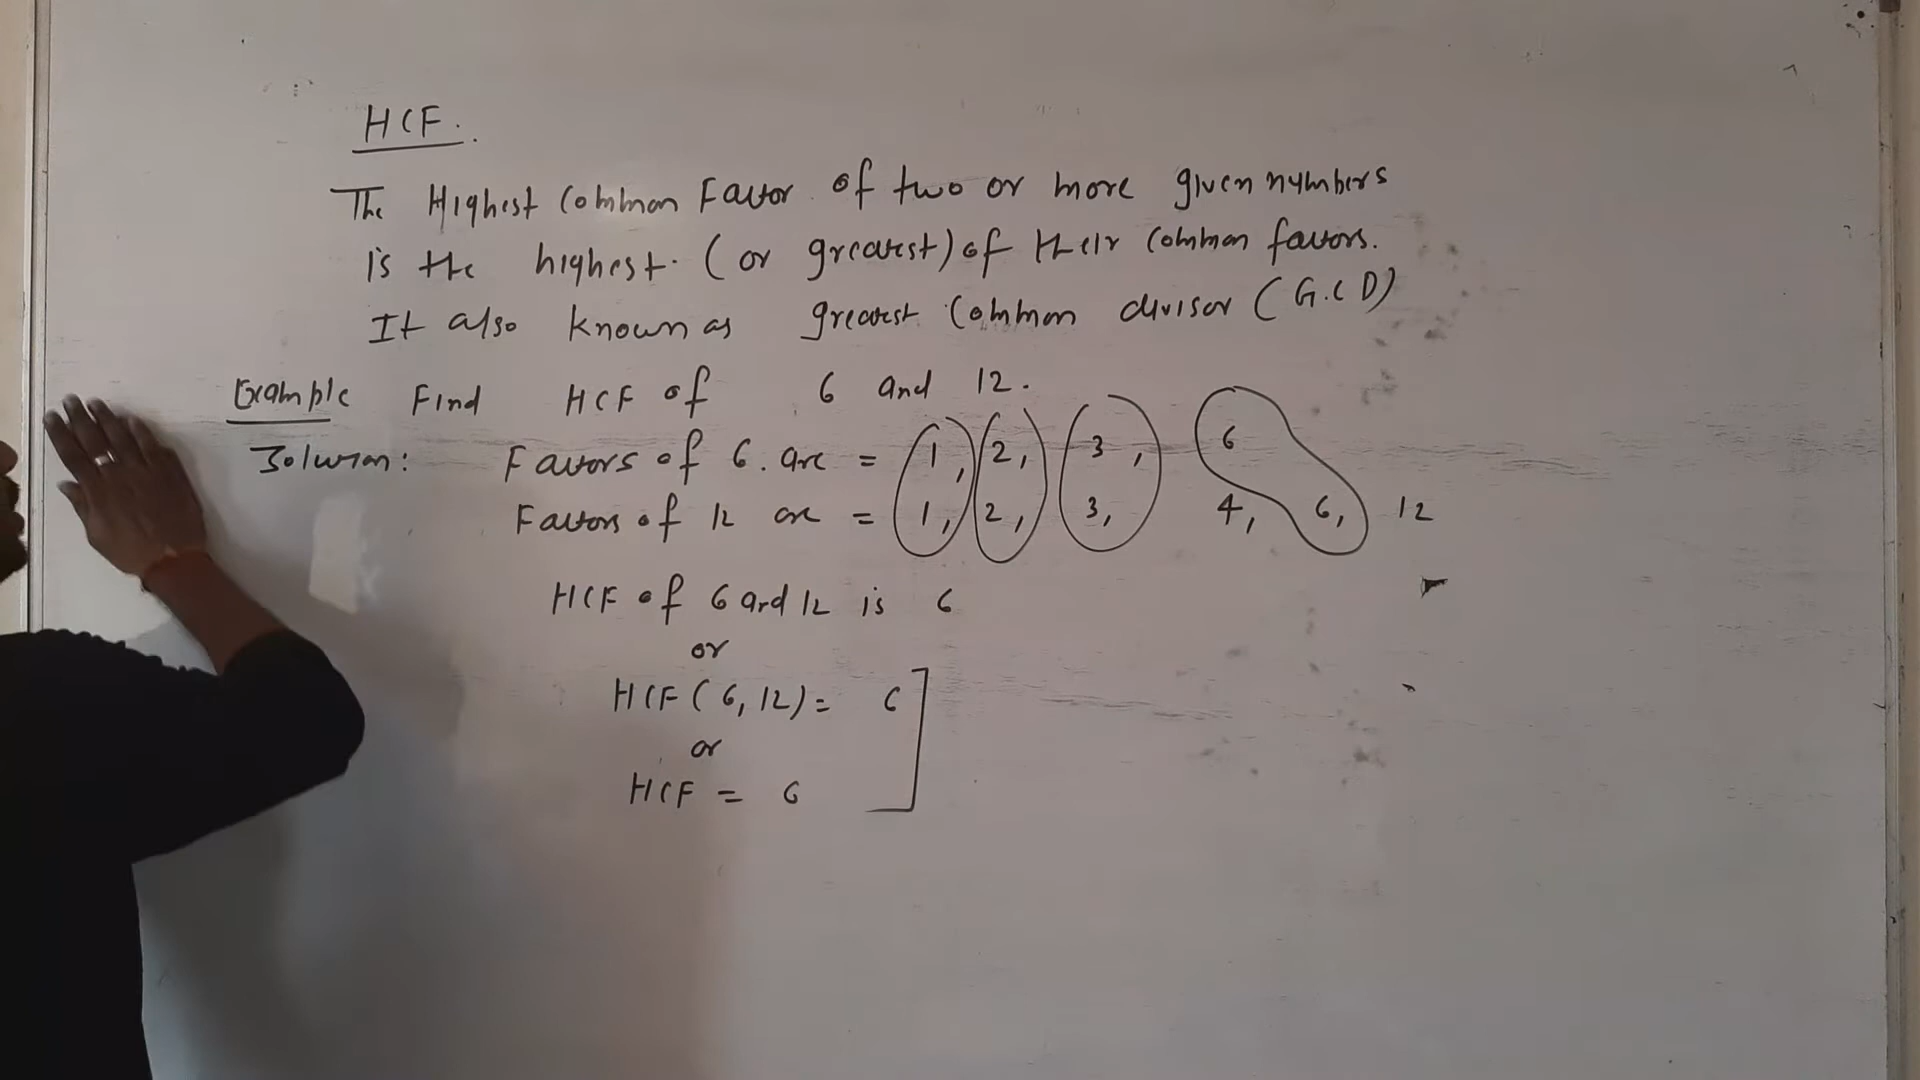 HCF.
The Highest Common Factor of two or more given numbers
is the highest. (or greatest) of their common factors.
It also known as greatest Common divisor (G.C D)
Example Find HCF of 6 and 12.
Solution: Factors of 6. are = 1, 2, 3, 6
Factors of 12 are = 1, 2, 3, 4, 6, 12
HCF of 6 and 12 is 6
or
HCF (6, 12) = 6
or
HCF = 6